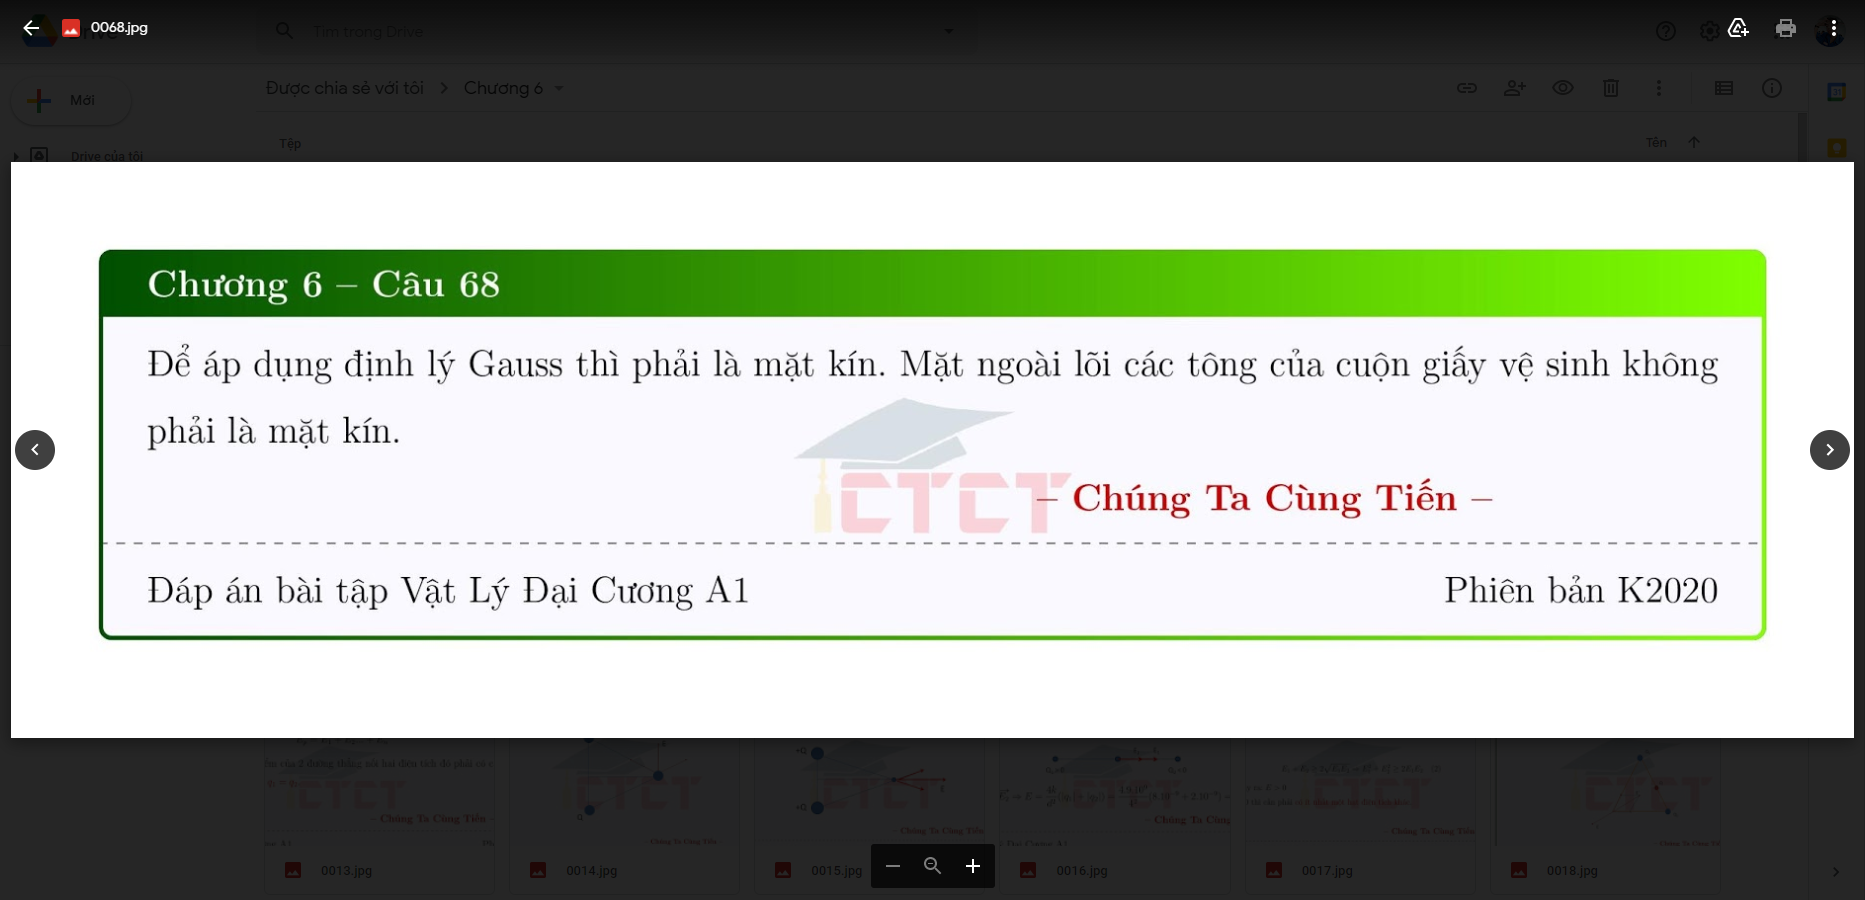 0068.jpg
Tìm trong Drive
Mới
Được chia sẻ với tôi
Chương 6
Drive của tôi
Tệp
Tên
Chương 6 – Câu 68
Để áp dụng định lý Gauss thì phải là mặt kín. Mặt ngoài lõi các tông của cuộn giấy vệ sinh không
phải là mặt kín.
CTCT
– Chúng Ta Cùng Tiến –
Đáp án bài tập Vật Lý Đại Cương A1
Phiên bản K2020
0013.jpg
0014.jpg
0015.jpg
0016.jpg
0017.jpg
0018.jpg